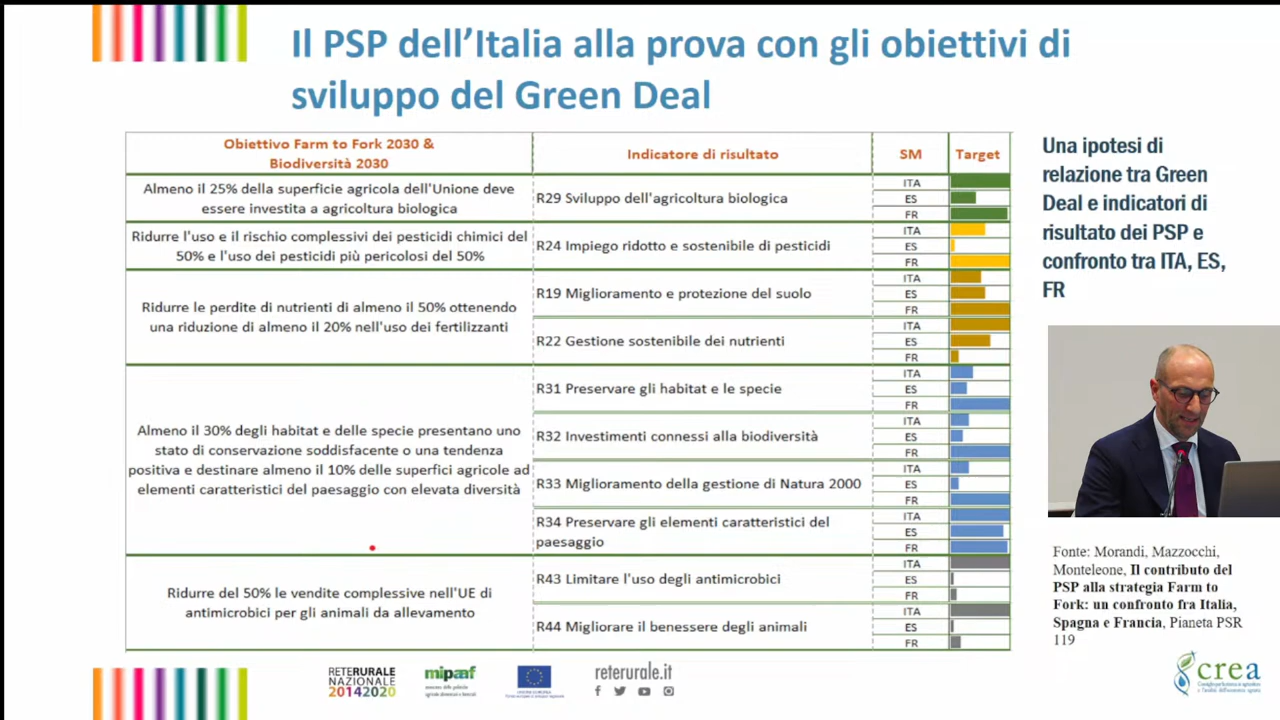 Il PSP dell'Italia alla prova con gli obiettivi di
sviluppo del Green Deal
Obiettivo Farm to Fork 2030 &
Biodiversità 2030
Indicatore di risultato
SM
Target
Almeno il 25% della superficie agricola dell'Unione deve
essere investita a agricoltura biologica
R29 Sviluppo dell'agricoltura biologica
ITA
ES
FR
Ridurre l'uso e il rischio complessivi dei pesticidi chimici del
50% e l'uso dei pesticidi più pericolosi del 50%
R24 Impiego ridotto e sostenibile di pesticidi
ITA
ES
FR
Ridurre le perdite di nutrienti di almeno il 50% ottenendo
una riduzione di almeno il 20% nell'uso dei fertilizzanti
R19 Miglioramento e protezione del suolo
ITA
ES
FR
R22 Gestione sostenibile dei nutrienti
ITA
ES
FR
Almeno il 30% degli habitat e delle specie presentano uno
stato di conservazione soddisfacente o una tendenza
positiva e destinare almeno il 10% delle superfici agricole ad
elementi caratteristici del paesaggio con elevata diversità
R31 Preservare gli habitat e le specie
ITA
ES
FR
R32 Investimenti connessi alla biodiversità
ITA
ES
FR
R33 Miglioramento della gestione di Natura 2000
ITA
ES
FR
R34 Preservare gli elementi caratteristici del
paesaggio
ITA
ES
FR
Ridurre del 50% le vendite complessive nell'UE di
antimicrobici per gli animali da allevamento
R43 Limitare l'uso degli antimicrobici
ITA
ES
FR
R44 Migliorare il benessere degli animali
ITA
ES
FR
Una ipotesi di
relazione tra Green
Deal e indicatori di
risultato dei PSP e
confronto tra ITA, ES,
FR
Fonte: Morandi, Mazzocchi,
Monteleone, Il contributo del
PSP alla strategia Farm to
Fork: un confronto fra Italia,
Spagna e Francia, Pianeta PSR
119
RETERURALE
NAZIONALE
20142020
mipaaf
reterurale.it
crea